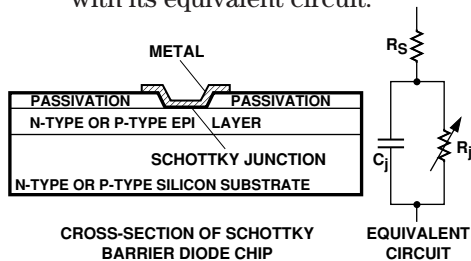 with its equivalent circuit.
METAL
RS
PASSIVATION PASSIVATION
N-TYPE OR P-TYPE EPI LAYER
Cj
Rj
SCHOTTKY JUNCTION
N-TYPE OR P-TYPE SILICON SUBSTRATE
CROSS-SECTION OF SCHOTTKY
BARRIER DIODE CHIP
EQUIVALENT
CIRCUIT